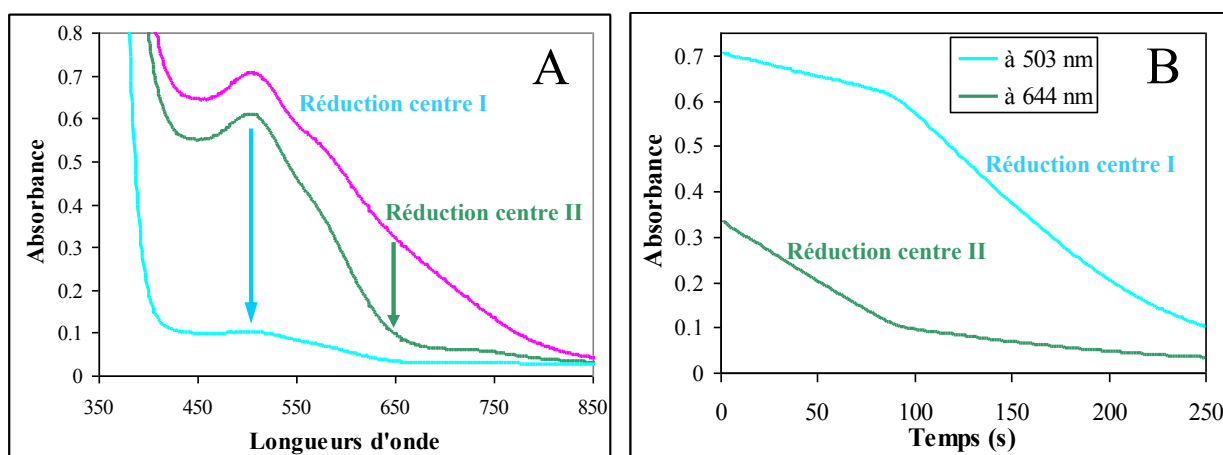 A
0.8
0.7
0.6
0.5
0.4
0.3
0.2
0.1
0
Absorbance
Réduction centre I
Réduction centre II
350 450 550 650 750 850
Longueurs d'onde
B
à 503 nm
à 644 nm
0.7
0.6
0.5
0.4
0.3
0.2
0.1
0
Absorbance
Réduction centre I
Réduction centre II
0 50 100 150 200 250
Temps (s)